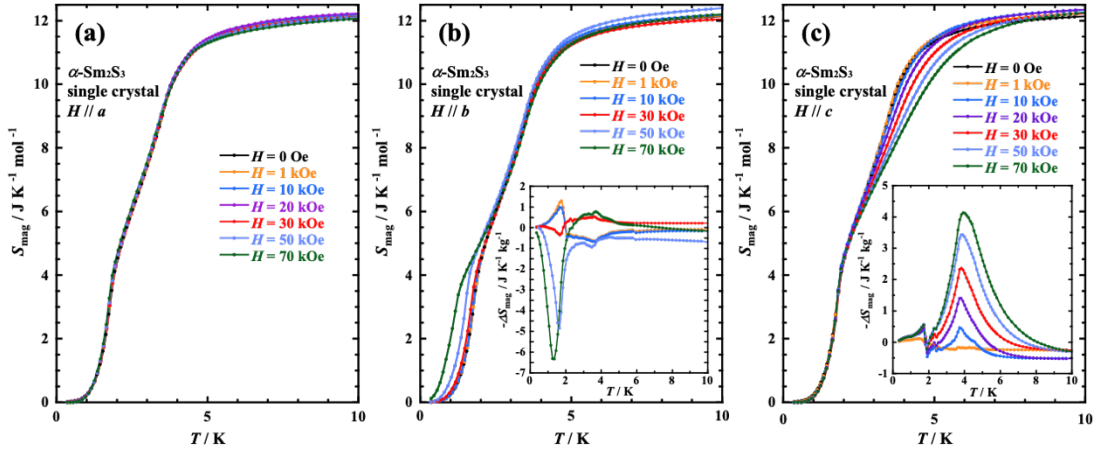 (a)
α-Sm₂S₃
single crystal
H // a
H = 0 Oe
H = 1 kOe
H = 10 kOe
H = 20 kOe
H = 30 kOe
H = 50 kOe
H = 70 kOe
Smag / J K⁻¹ mol⁻¹
12
10
8
6
4
2
0
0
5
10
T / K
(b)
α-Sm₂S₃
single crystal
H // b
H = 0 Oe
H = 1 kOe
H = 10 kOe
H = 30 kOe
H = 50 kOe
H = 70 kOe
Smag / J K⁻¹ mol⁻¹
12
10
8
6
4
2
0
0
5
10
T / K
-ΔSmag / J K⁻¹ kg⁻¹
2
1
0
-1
-2
-3
-4
-5
-6
-7
0
2
4
6
8
10
T / K
(c)
α-Sm₂S₃
single crystal
H // c
H = 0 Oe
H = 1 kOe
H = 10 kOe
H = 20 kOe
H = 30 kOe
H = 50 kOe
H = 70 kOe
Smag / J K⁻¹ mol⁻¹
12
10
8
6
4
2
0
0
5
10
T / K
-ΔSmag / J K⁻¹ kg⁻¹
5
4
3
2
1
0
-1
0
2
4
6
8
10
T / K